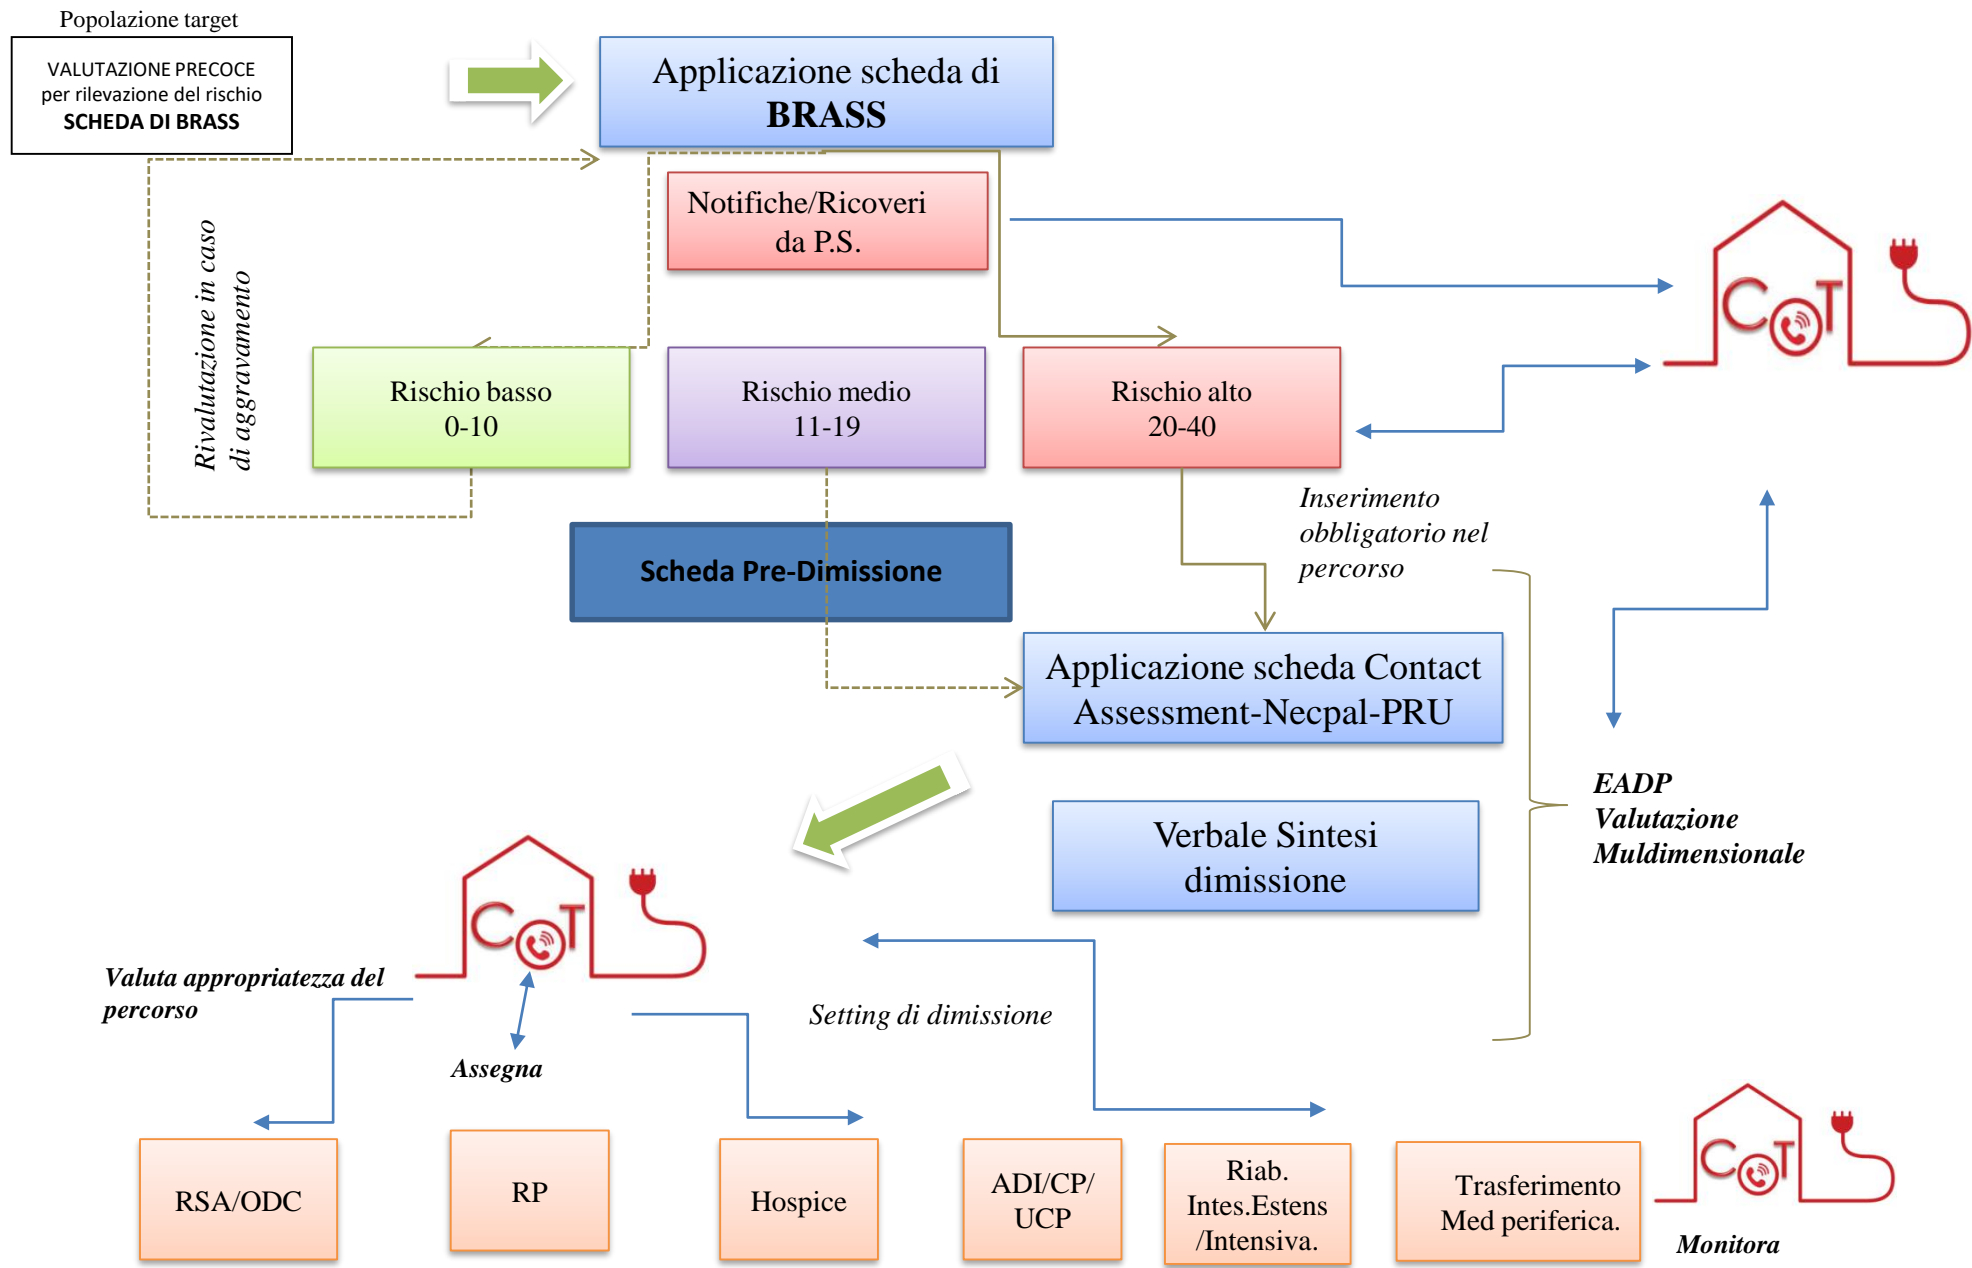 Popolazione target
VALUTAZIONE PRECOCE
per rilevazione del rischio
SCHEDA DI BRASS
Applicazione scheda di
BRASS
Notifiche/Ricoveri
da P.S.
Rivalutazione in caso
di aggravamento
COT
Rischio basso
0-10
Rischio medio
11-19
Rischio alto
20-40
Inserimento
obbligatorio nel
percorso
Scheda Pre-Dimissione
Applicazione scheda Contact
Assessment-Necpal-PRU
EADP
Valutazione
Muldimensionale
Verbale Sintesi
dimissione
COT
Valuta appropriatezza del
percorso
Setting di dimissione
Assegna
RSA/ODC
RP
Hospice
ADI/CP/
UCP
Riab.
Intes.Estens
/Intensiva.
Trasferimento
Med periferica.
COT
Monitora